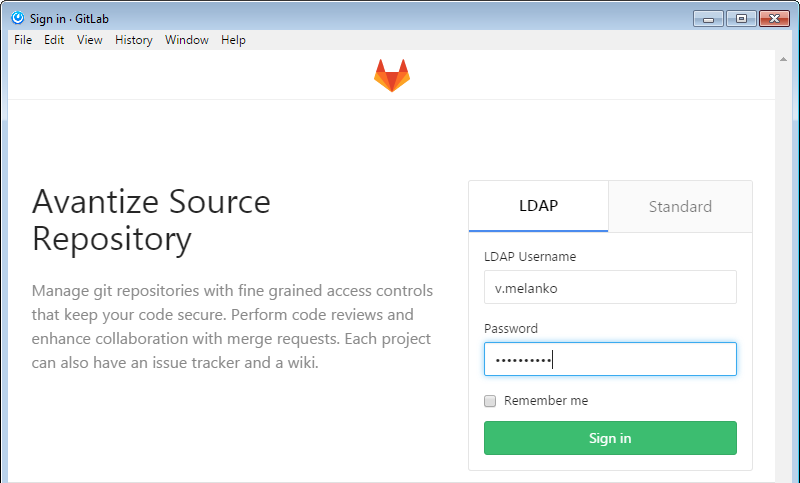 Sign in · GitLab
File Edit View History Window Help
Avantize Source
Repository
Manage git repositories with fine grained access controls
that keep your code secure. Perform code reviews and
enhance collaboration with merge requests. Each project
can also have an issue tracker and a wiki.
LDAP Standard
LDAP Username
v.melanko
Password
••••••••••
Remember me
Sign in